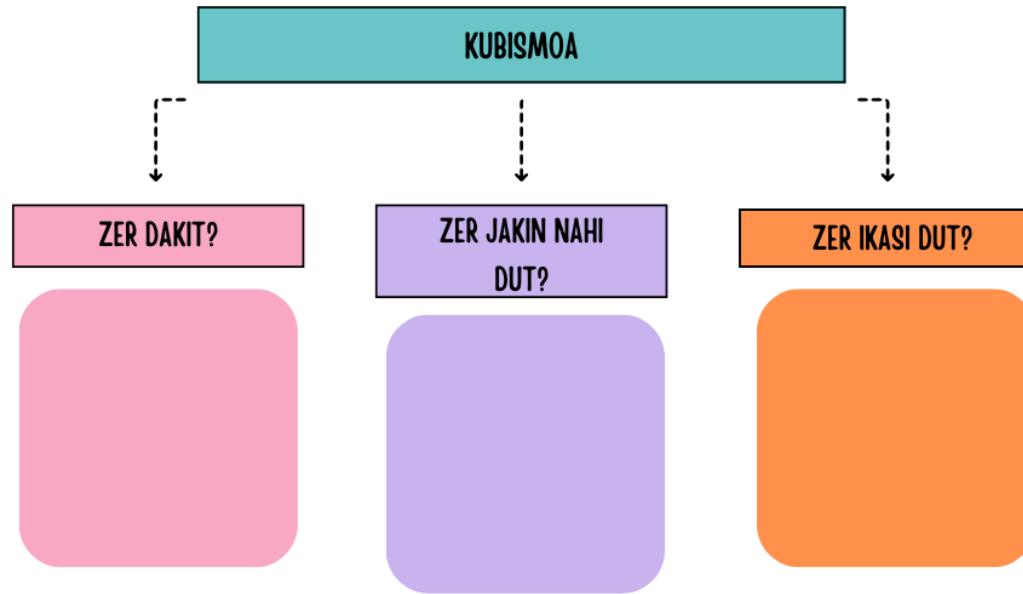 KUBISMOA
ZER DAKIT?
ZER JAKIN NAHI
DUT?
ZER IKASI DUT?